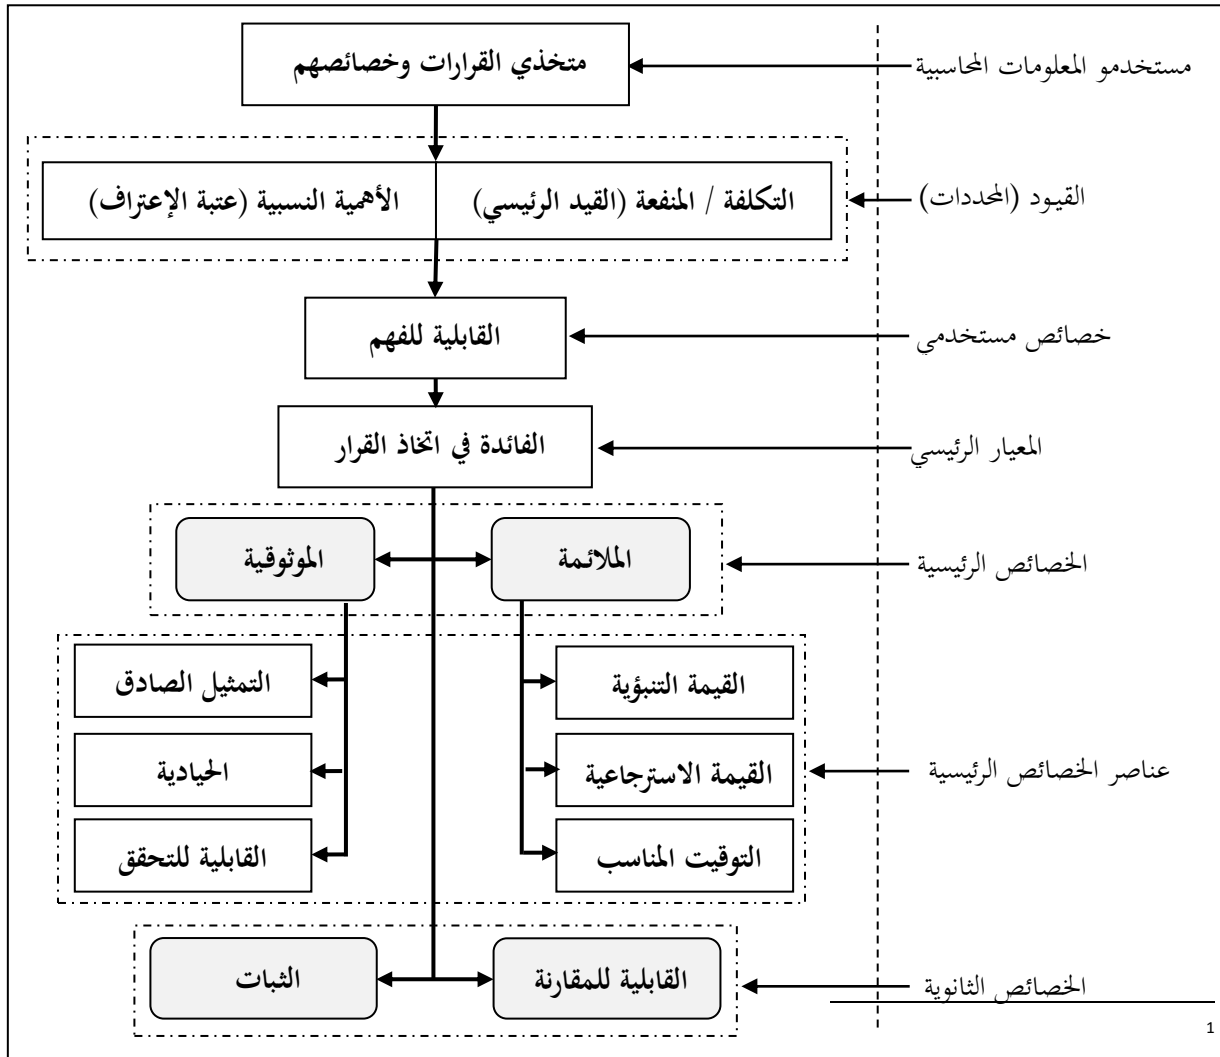 مستخدمو المعلومات المحاسبية
متخذي القرارات وخصائصهم
القيود (المحددات)
التكلفة / المنفعة (القيد الرئيسي)
الأهمية النسبية (عتبة الإعتراف)
خصائص مستخدمي
القابلية للفهم
المعيار الرئيسي
الفائدة في اتخاذ القرار
الخصائص الرئيسية
الملائمة
الموثوقية
عناصر الخصائص الرئيسية
القيمة التنبؤية
التمثيل الصادق
القيمة الاسترجاعية
الحيادية
التوقيت المناسب
القابلية للتحقق
الخصائص الثانوية
القابلية للمقارنة
الثبات
1